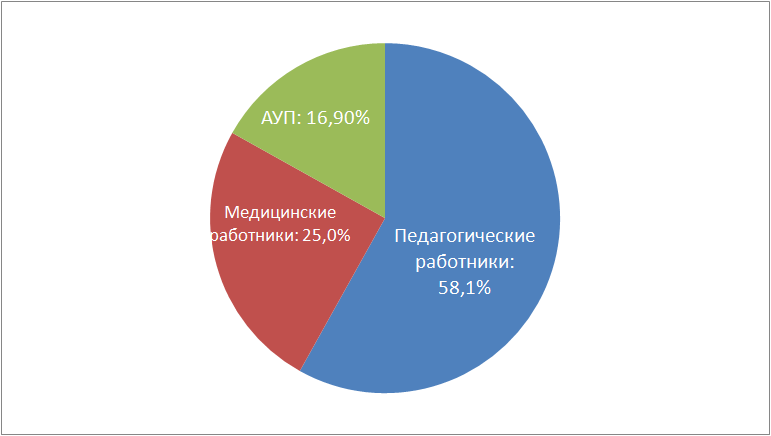 АУП: 16,90%
Медицинские
работники: 25,0%
Педагогические
работники:
58,1%